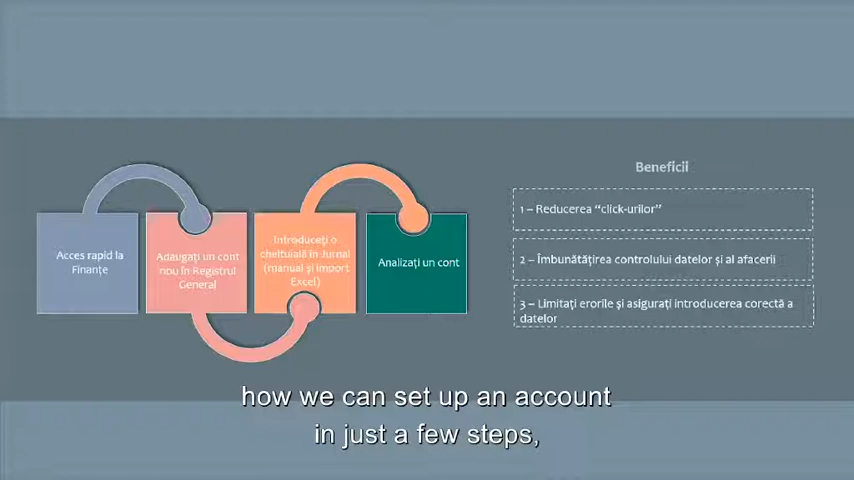 Acces rapid la
Finanțe
Adăugați un cont
nou în Registrul
General
Introduceți o
cheltuială în Jurnal
(manual și import
Excel)
Analizați un cont
Beneficii
1 – Reducerea “click-urilor”
2 – Îmbunătățirea controlului datelor și al afacerii
3 – Limitați erorile și asigurați introducerea corectă a
datelor
how we can set up an account
in just a few steps,